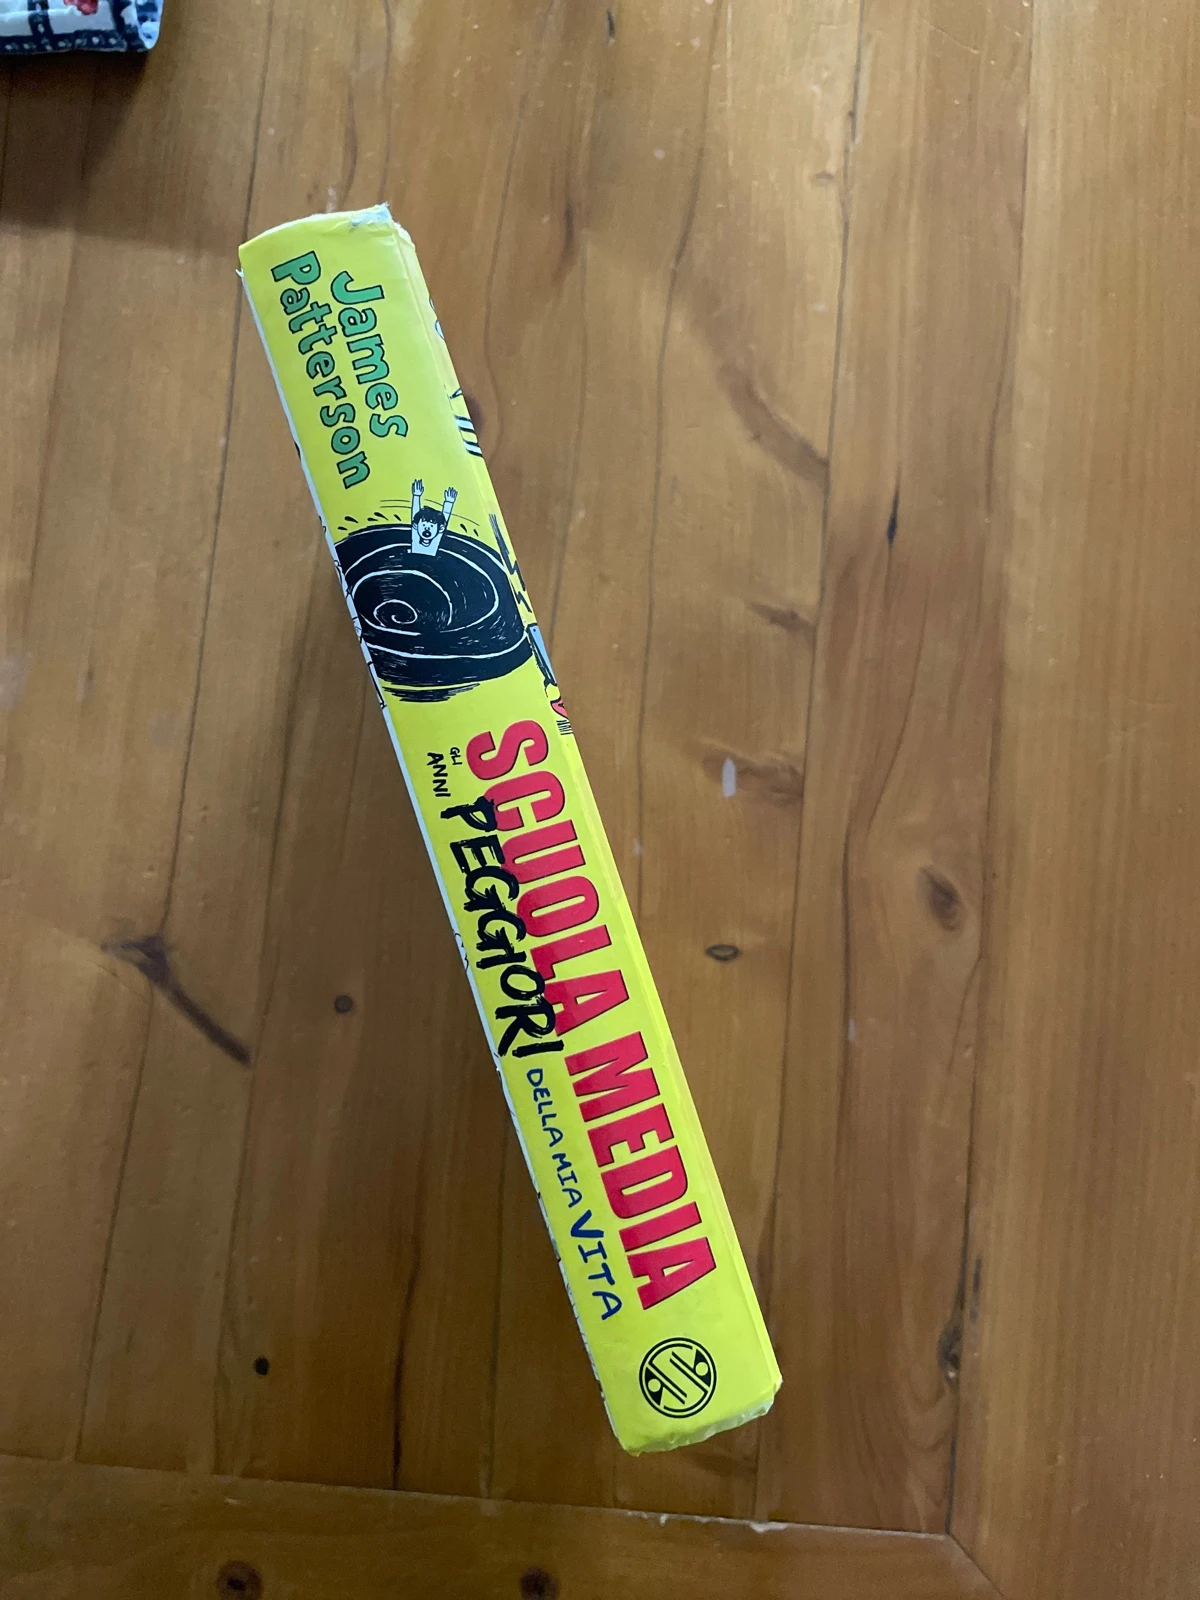 James
Patterson
SCUOLA MEDIA
GLI
ANNI
PEGGIORI
DELLA MIA VITA